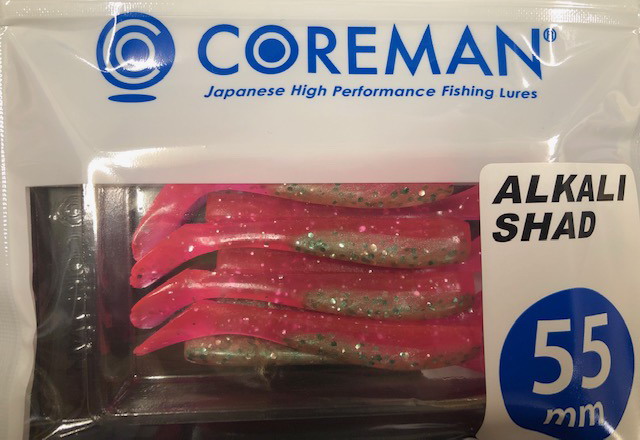 COREMAN®
Japanese High Performance Fishing Lures
ALKALI
SHAD
55
mm